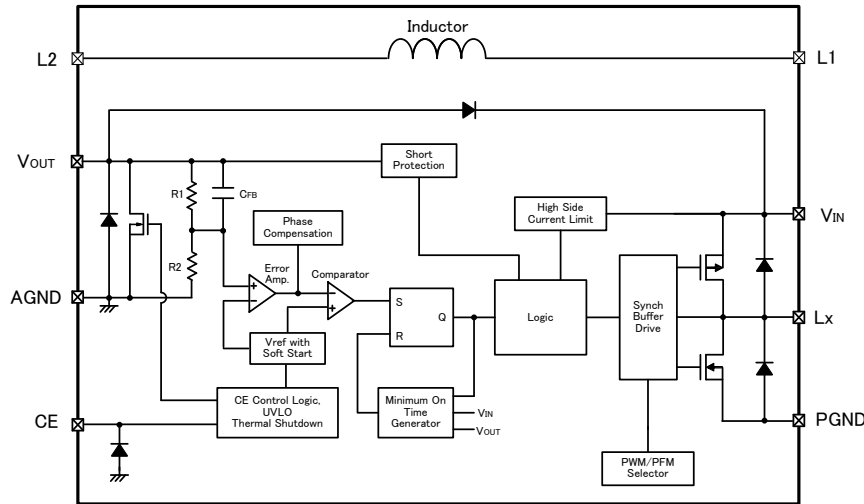 Inductor
L2
L1
VOUT
Short
Protection
R1
CFB
High Side
Current Limit
VIN
Phase
Compensation
R2
Error
Amp.
Comparator
AGND
S
Q
R
Logic
Synch
Buffer
Drive
Lx
Vref with
Soft Start
CE Control Logic,
UVLO
Thermal Shutdown
Minimum On
Time
Generator
VIN
VOUT
CE
PGND
PWM/PFM
Selector